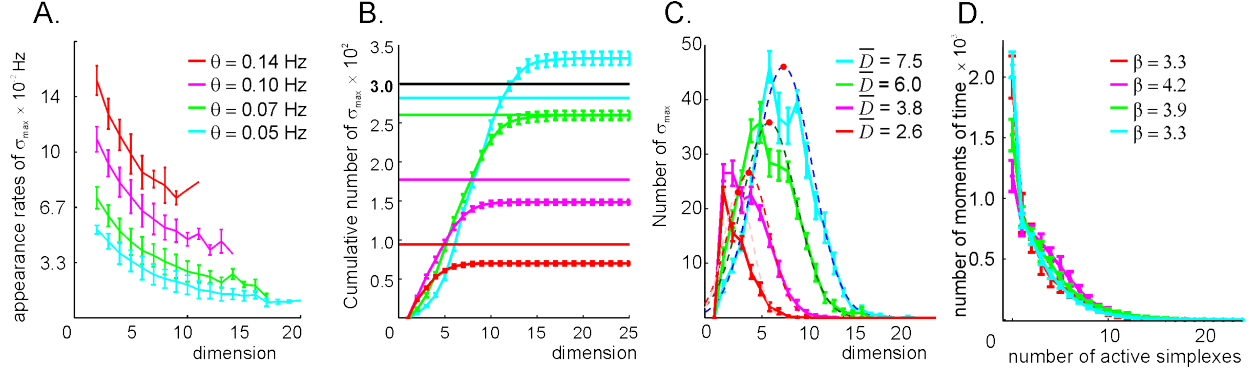 A.
appearance rates of σmax × 10⁻² Hz
14
10
6.7
3.3
0
5
10
15
20
dimension
θ = 0.14 Hz
θ = 0.10 Hz
θ = 0.07 Hz
θ = 0.05 Hz
B.
Cumulative number of σmax × 10²
3.5
3.0
2.5
2.0
1.5
1.0
0.5
0
5
10
15
20
25
dimension
C.
Number of σmax
50
40
30
20
10
0
5
15
20
dimension
D̅ = 7.5
D̅ = 6.0
D̅ = 3.8
D̅ = 2.6
D.
number of moments of time × 10³
2.0
1.0
0
10
20
number of active simplexes
β = 3.3
β = 4.2
β = 3.9
β = 3.3